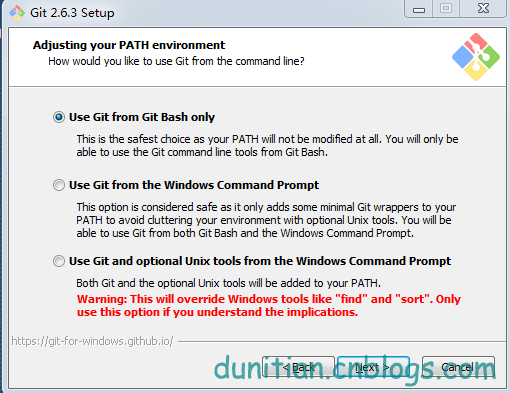 Git 2.6.3 Setup
Adjusting your PATH environment
How would you like to use Git from the command line?
Use Git from Git Bash only
This is the safest choice as your PATH will not be modified at all. You will only
be able to use the Git command line tools from Git Bash.
Use Git from the Windows Command Prompt
This option is considered safe as it only adds some minimal Git wrappers to your
PATH to avoid cluttering your environment with optional Unix tools. You will be
able to use Git from both Git Bash and the Windows Command Prompt.
Use Git and optional Unix tools from the Windows Command Prompt
Both Git and the optional Unix tools will be added to your PATH.
Warning: This will override Windows tools like "find" and "sort". Only
use this option if you understand the implications.
https://git-for-windows.github.io/
< Back Next > Cancel
dunitian.cnblogs.com